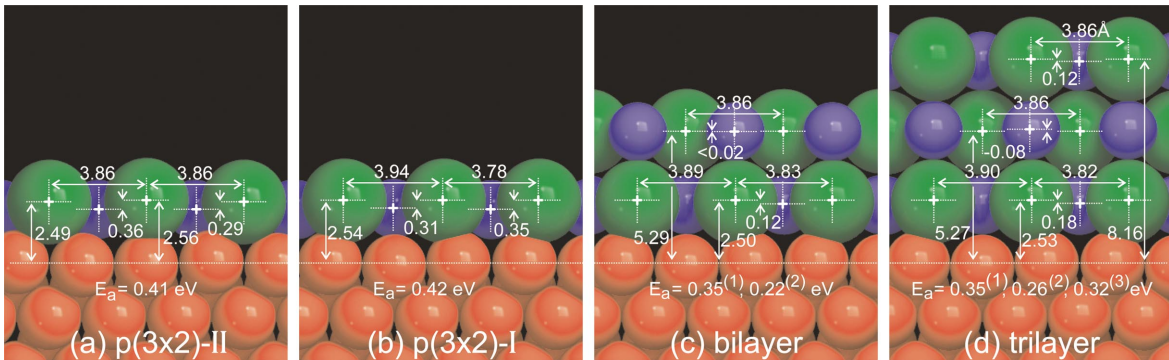 3.86 3.86
0.36 0.29
2.49 2.56
Eₐ= 0.41 eV
(a) p(3x2)-II
3.94 3.78
0.31 0.35
2.54
Eₐ= 0.42 eV
(b) p(3x2)-I
3.86
<0.02
3.89 3.83
0.12
5.29 2.50
Eₐ= 0.35⁽¹⁾, 0.22⁽²⁾ eV
(c) bilayer
3.86Å
0.12
3.86
-0.08
3.90 3.82
0.18
5.27 2.53 8.16
Eₐ= 0.35⁽¹⁾, 0.26⁽²⁾, 0.32⁽³⁾eV
(d) trilayer